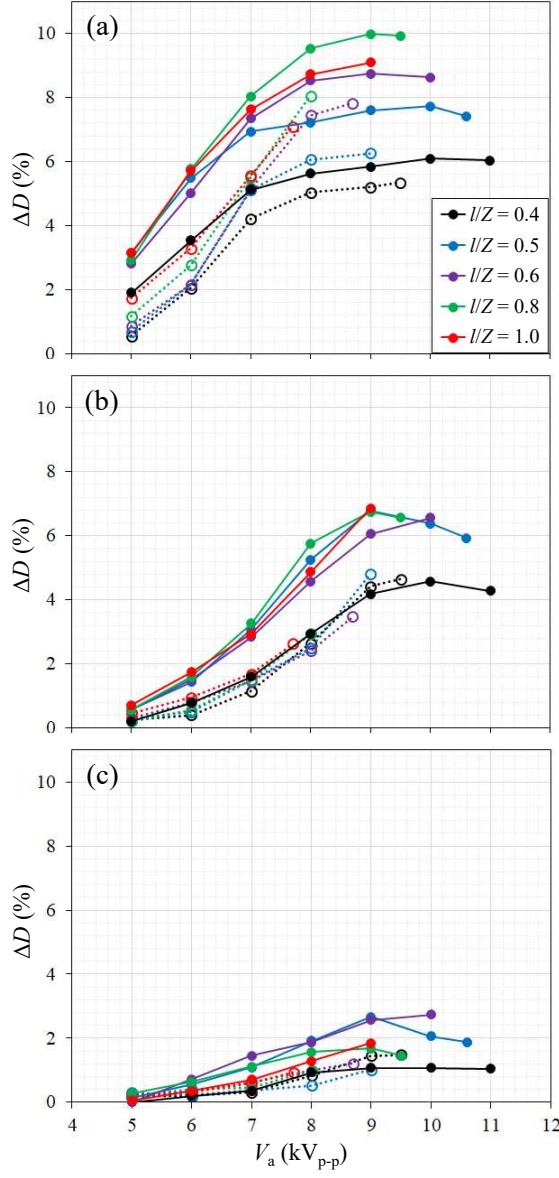 (a)
10
8
6
4
2
0
ΔD (%)
l/Z = 0.4
l/Z = 0.5
l/Z = 0.6
l/Z = 0.8
l/Z = 1.0
(b)
10
8
6
4
2
0
ΔD (%)
(c)
10
8
6
4
2
0
ΔD (%)
4 5 6 7 8 9 10 11 12
Va (kVp-p)